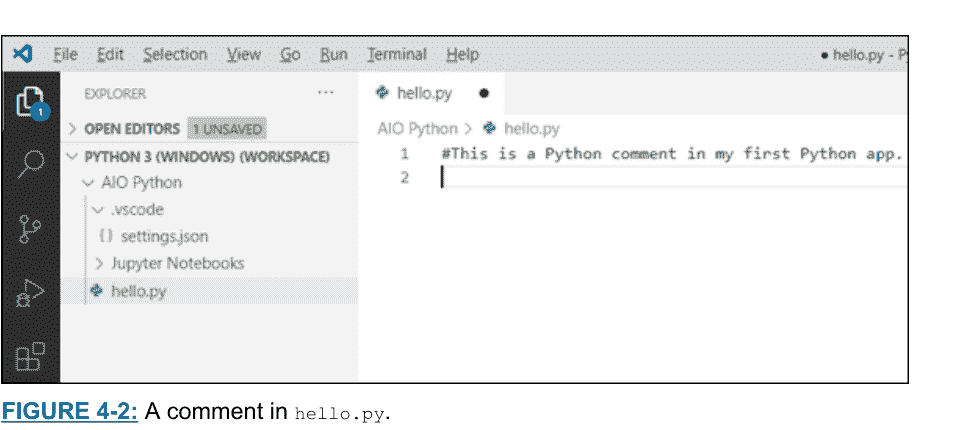 File Edit Selection View Go Run Terminal Help
● hello.py - P
EXPLORER ···
1
hello.py ●
> OPEN EDITORS 1 UNSAVED
AIO Python > hello.py
PYTHON 3 (WINDOWS) (WORKSPACE)
1 #This is a Python comment in my first Python app.
AIO Python
2
.vscode
{} settings.json
> Jupyter Notebooks
hello.py
FIGURE 4-2: A comment in hello.py.